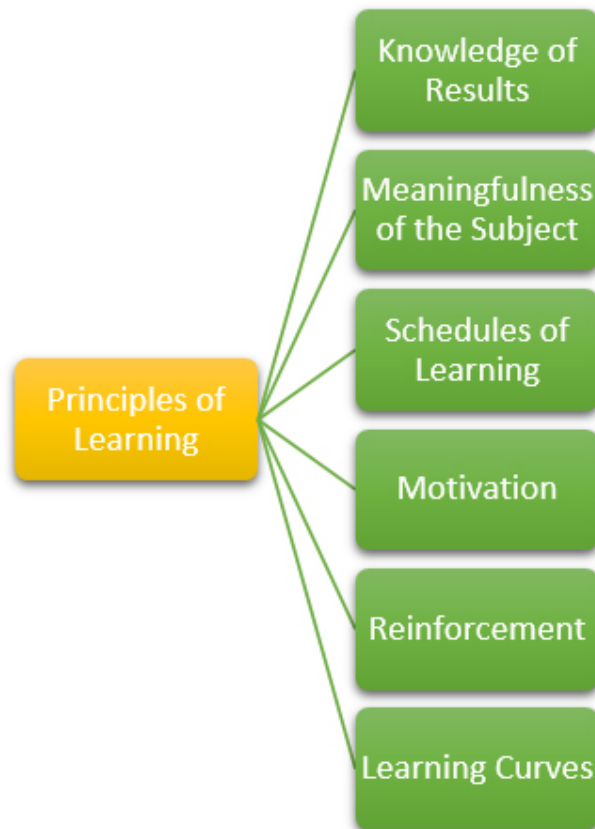 Knowledge of
Results
Meaningfulness
of the Subject
Schedules of
Learning
Principles of
Learning
Motivation
Reinforcement
Learning Curves